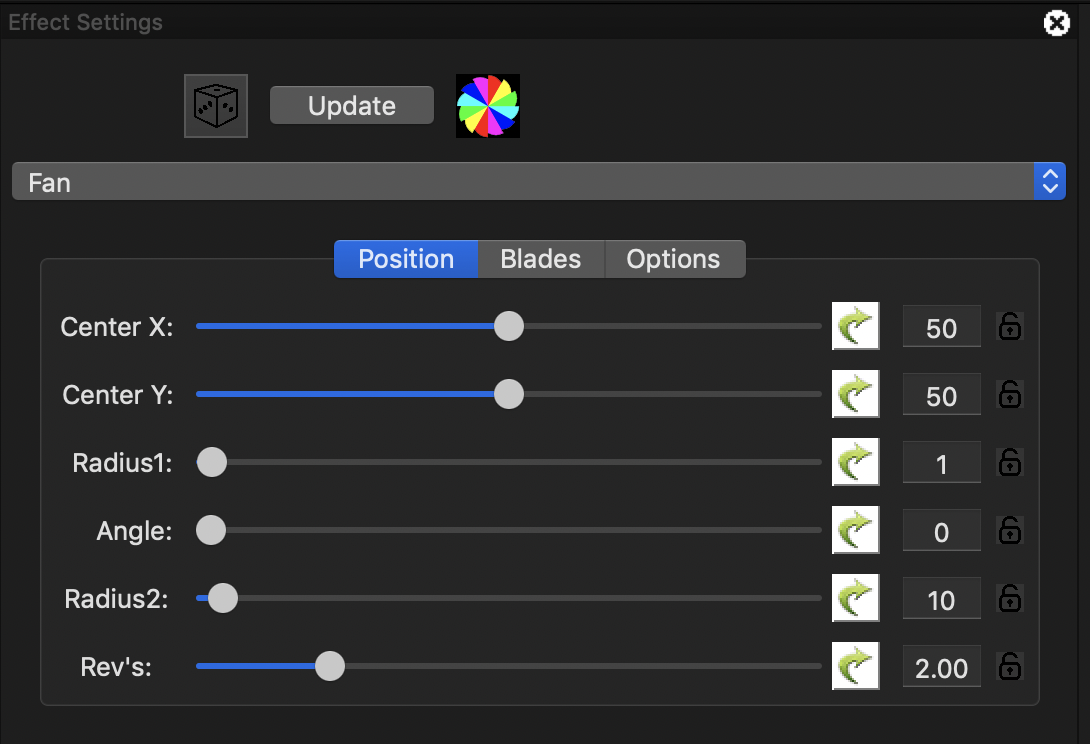 Effect Settings
Update
Fan
Position Blades Options
Center X: 50
Center Y: 50
Radius1: 1
Angle: 0
Radius2: 10
Rev's: 2.00